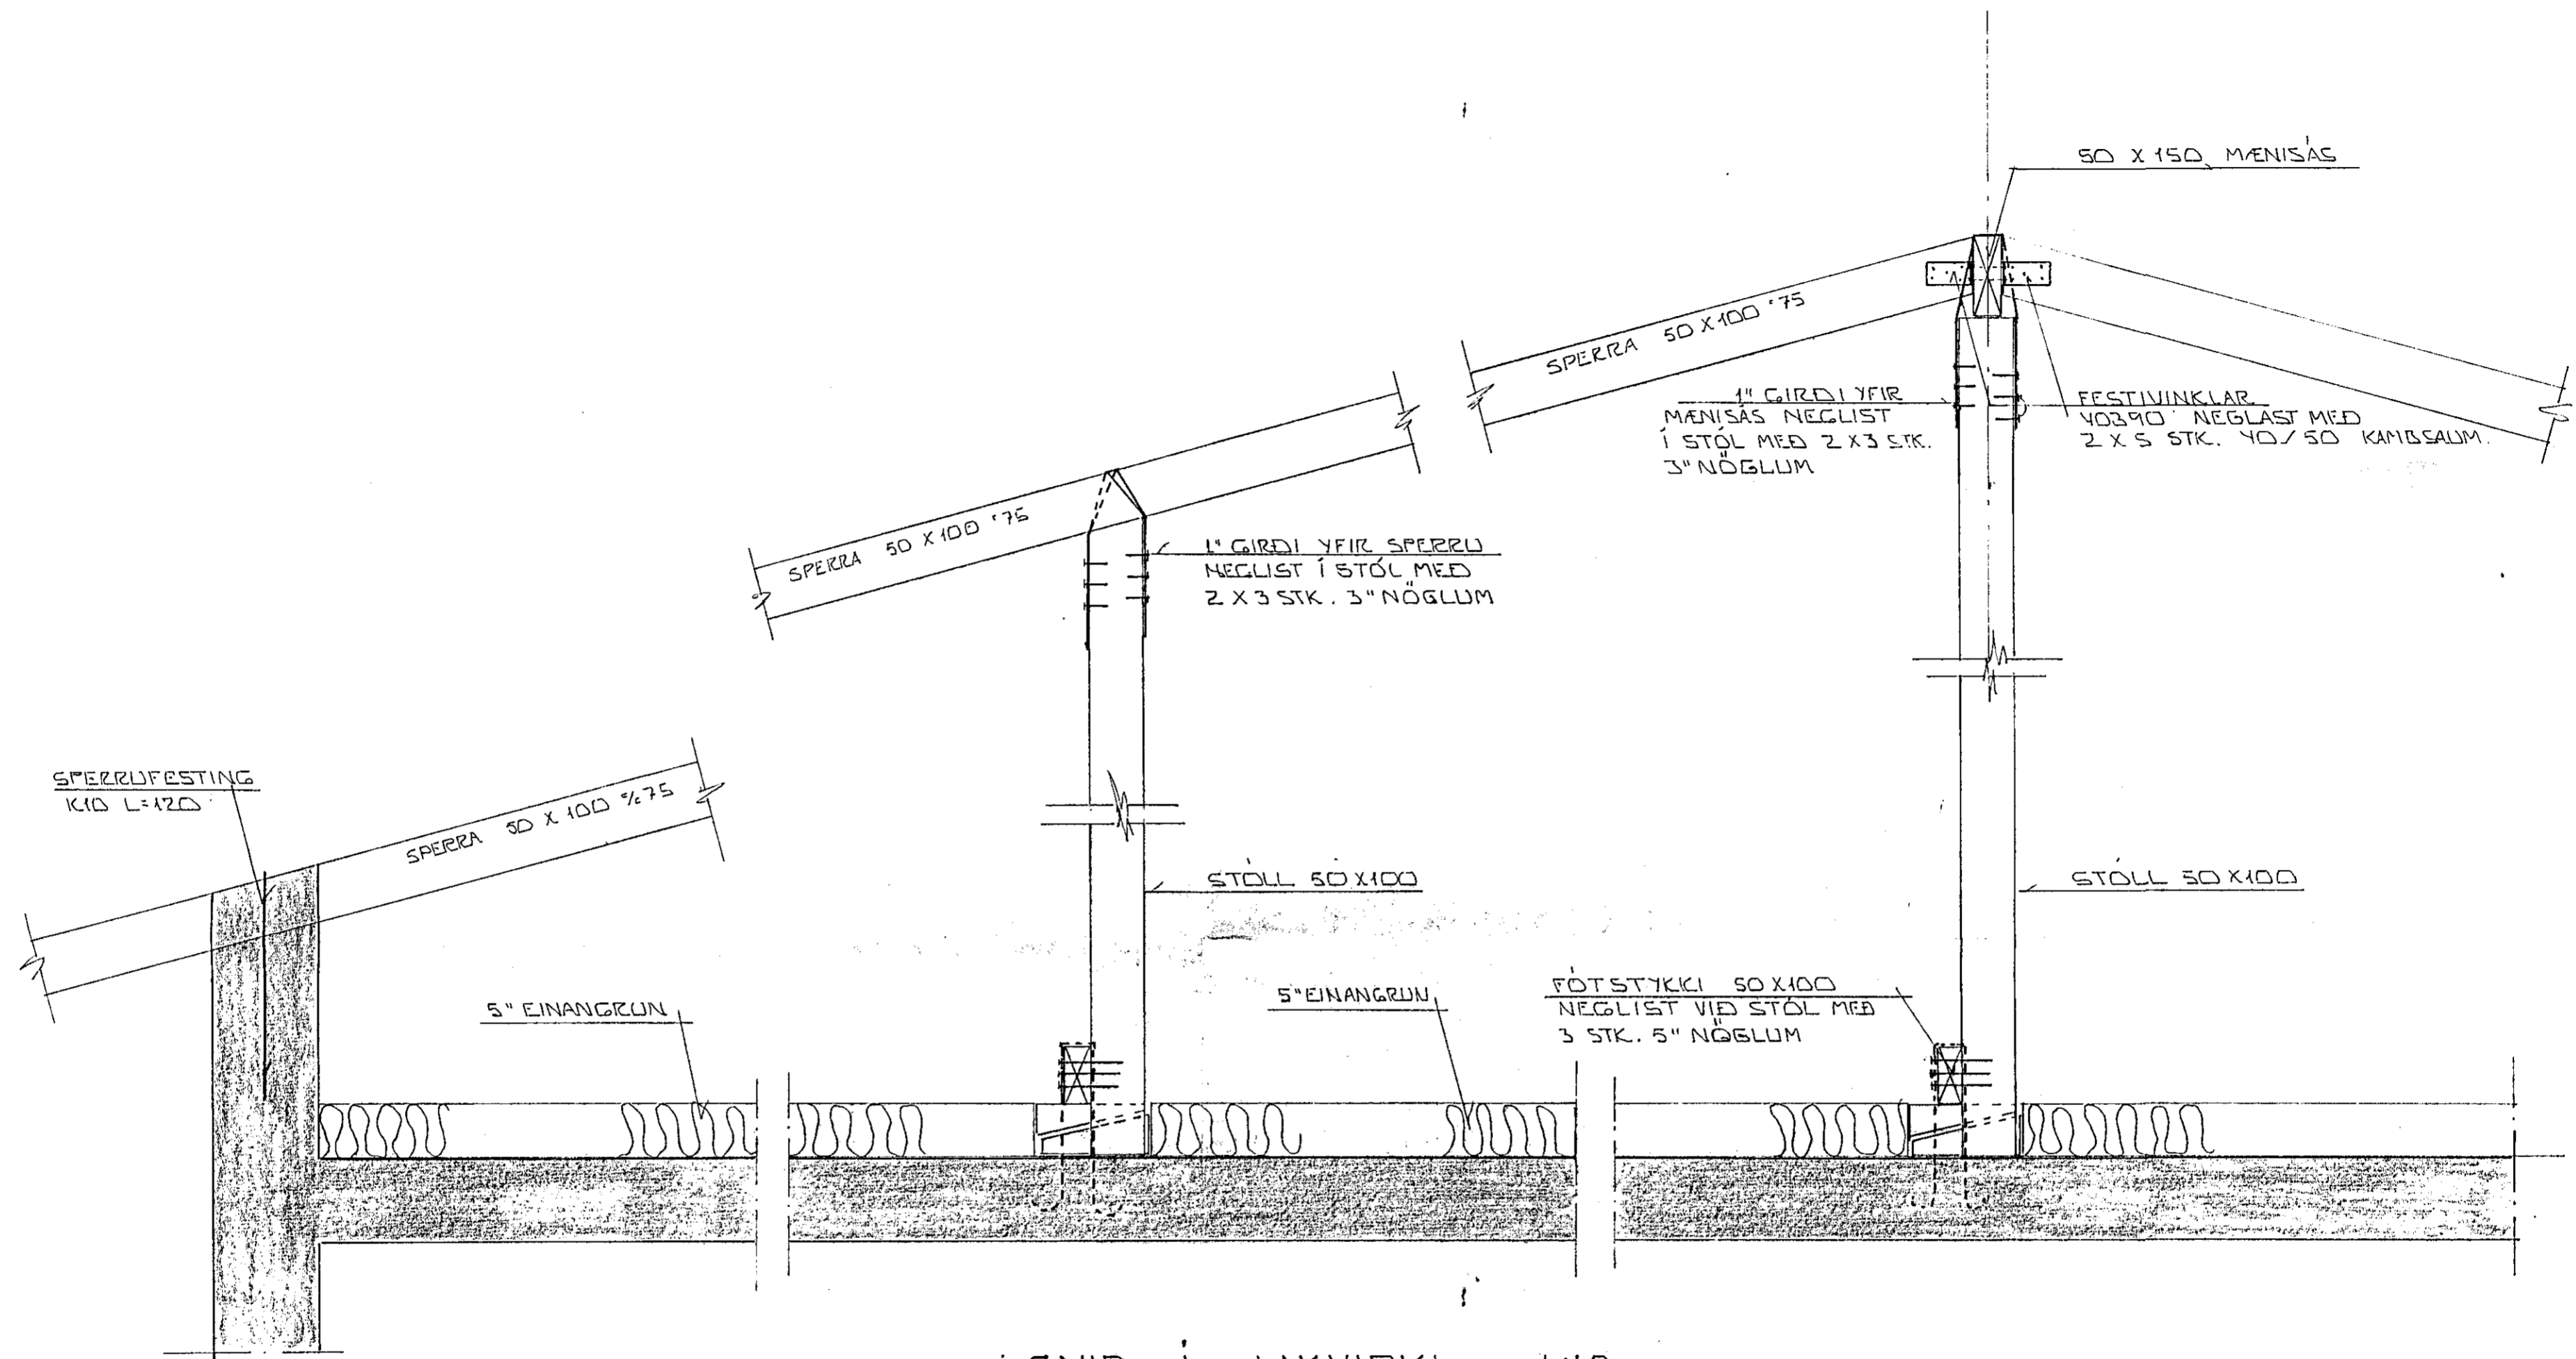 50 X 150, MÆNISÁS
SPERRA 50 X 100 '75
1" GIRÐI YFIR
MÆNISÁS NEGLIST
Í STÓL MEÐ 2 X 3 STK.
3" NÖGLUM
FESTIVINKLAR
40390 NEGLAST MEÐ
2 X 5 STK. 40/50 KAMBSAUM.
SPERRA 50 X 100 '75
1" GIRÐI YFIR SPERRU
NEGLIST Í STÓL MEÐ
2 X 3 STK. 3" NÖGLUM
SPERRUFESTING
K10 L=120
SPERRA 50 X 100 % 75
STÓLL 50 X 100
STÓLL 50 X 100
5" EINANGRUN
5" EINANGRUN
FÓTSTYKKI 50 X 100
NEGLIST VIÐ STÓL MEÐ
3 STK. 5" NÖGLUM